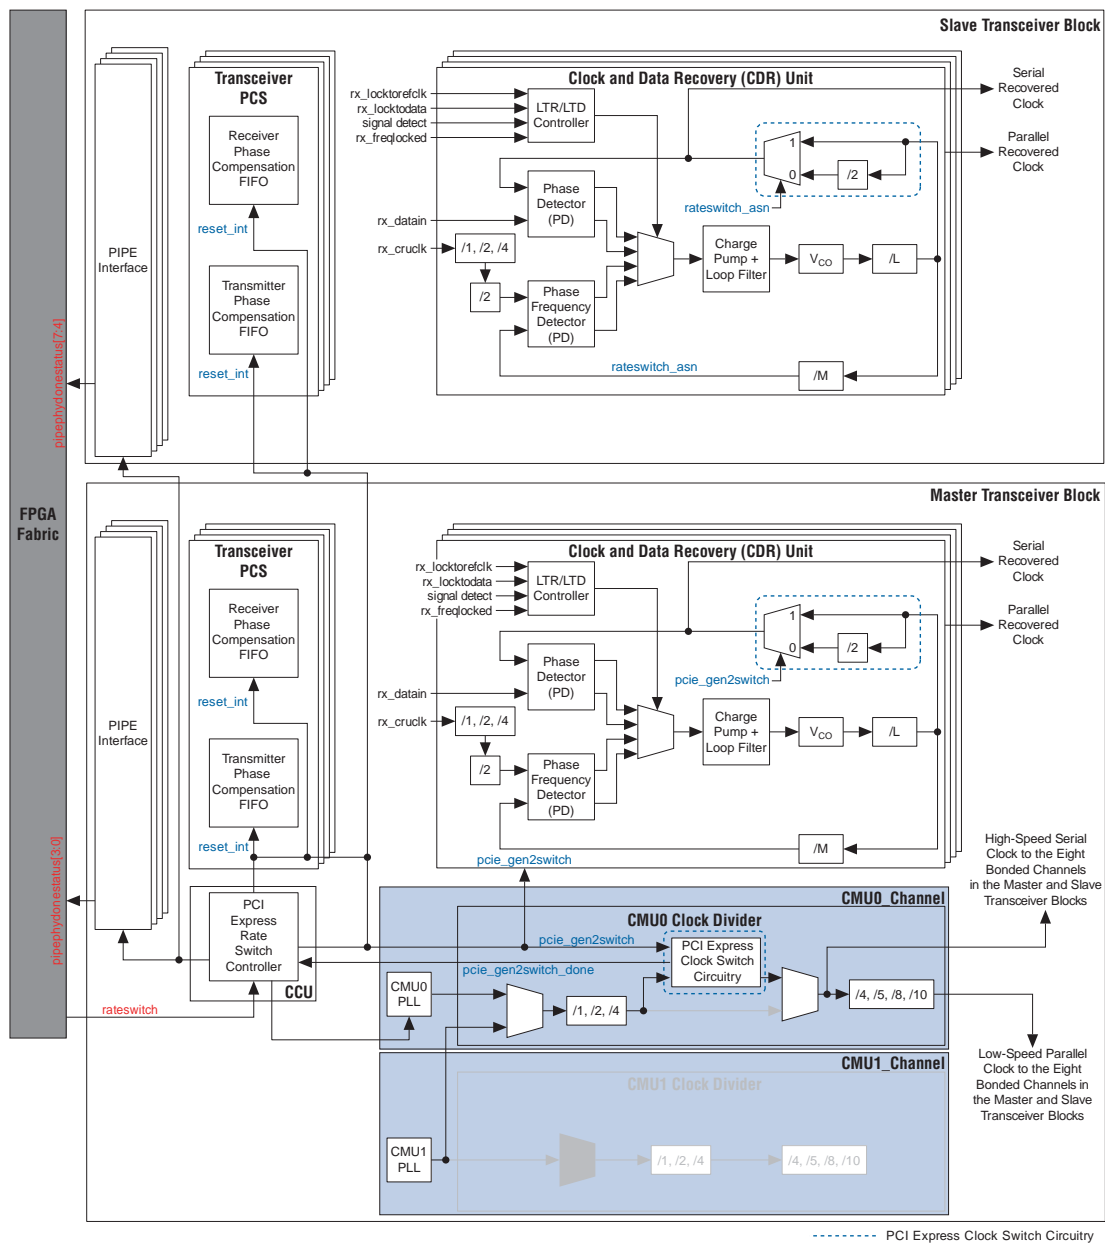 Slave Transceiver Block
Transceiver
PCS
Receiver
Phase
Compensation
FIFO
reset_int
Transmitter
Phase
Compensation
FIFO
reset_int
PIPE
Interface
pipephydonestatus[7:4]
Clock and Data Recovery (CDR) Unit
rx_locktorefclk
rx_locktodata
signal detect
rx_freqlocked
LTR/LTD
Controller
1
0
/2
rateswitch_asn
Serial
Recovered
Clock
Parallel
Recovered
Clock
rx_datain
rx_cruclk
/1, /2, /4
/2
Phase
Detector
(PD)
Phase
Frequency
Detector
(PD)
Charge
Pump +
Loop Filter
VCO
/L
rateswitch_asn
/M
FPGA
Fabric
Master Transceiver Block
Transceiver
PCS
Receiver
Phase
Compensation
FIFO
reset_int
Transmitter
Phase
Compensation
FIFO
reset_int
PIPE
Interface
pipephydonestatus[3:0]
Clock and Data Recovery (CDR) Unit
rx_locktorefclk
rx_locktodata
signal detect
rx_freqlocked
LTR/LTD
Controller
1
0
/2
pcie_gen2switch
Serial
Recovered
Clock
Parallel
Recovered
Clock
rx_datain
rx_cruclk
/1, /2, /4
/2
Phase
Detector
(PD)
Phase
Frequency
Detector
(PD)
Charge
Pump +
Loop Filter
VCO
/L
/M
pcie_gen2switch
High-Speed Serial
Clock to the Eight
Bonded Channels
in the Master and Slave
Transceiver Blocks
PCI
Express
Rate
Switch
Controller
CCU
rateswitch
CMU0_Channel
CMU0 Clock Divider
pcie_gen2switch
pcie_gen2switch_done
PCI Express
Clock Switch
Circuitry
CMU0
PLL
/1, /2, /4
/4, /5, /8, /10
Low-Speed Parallel
Clock to the Eight
Bonded Channels in
the Master and Slave
Transceiver Blocks
CMU1_Channel
CMU1 Clock Divider
CMU1
PLL
/1, /2, /4
/4, /5, /8, /10
PCI Express Clock Switch Circuitry